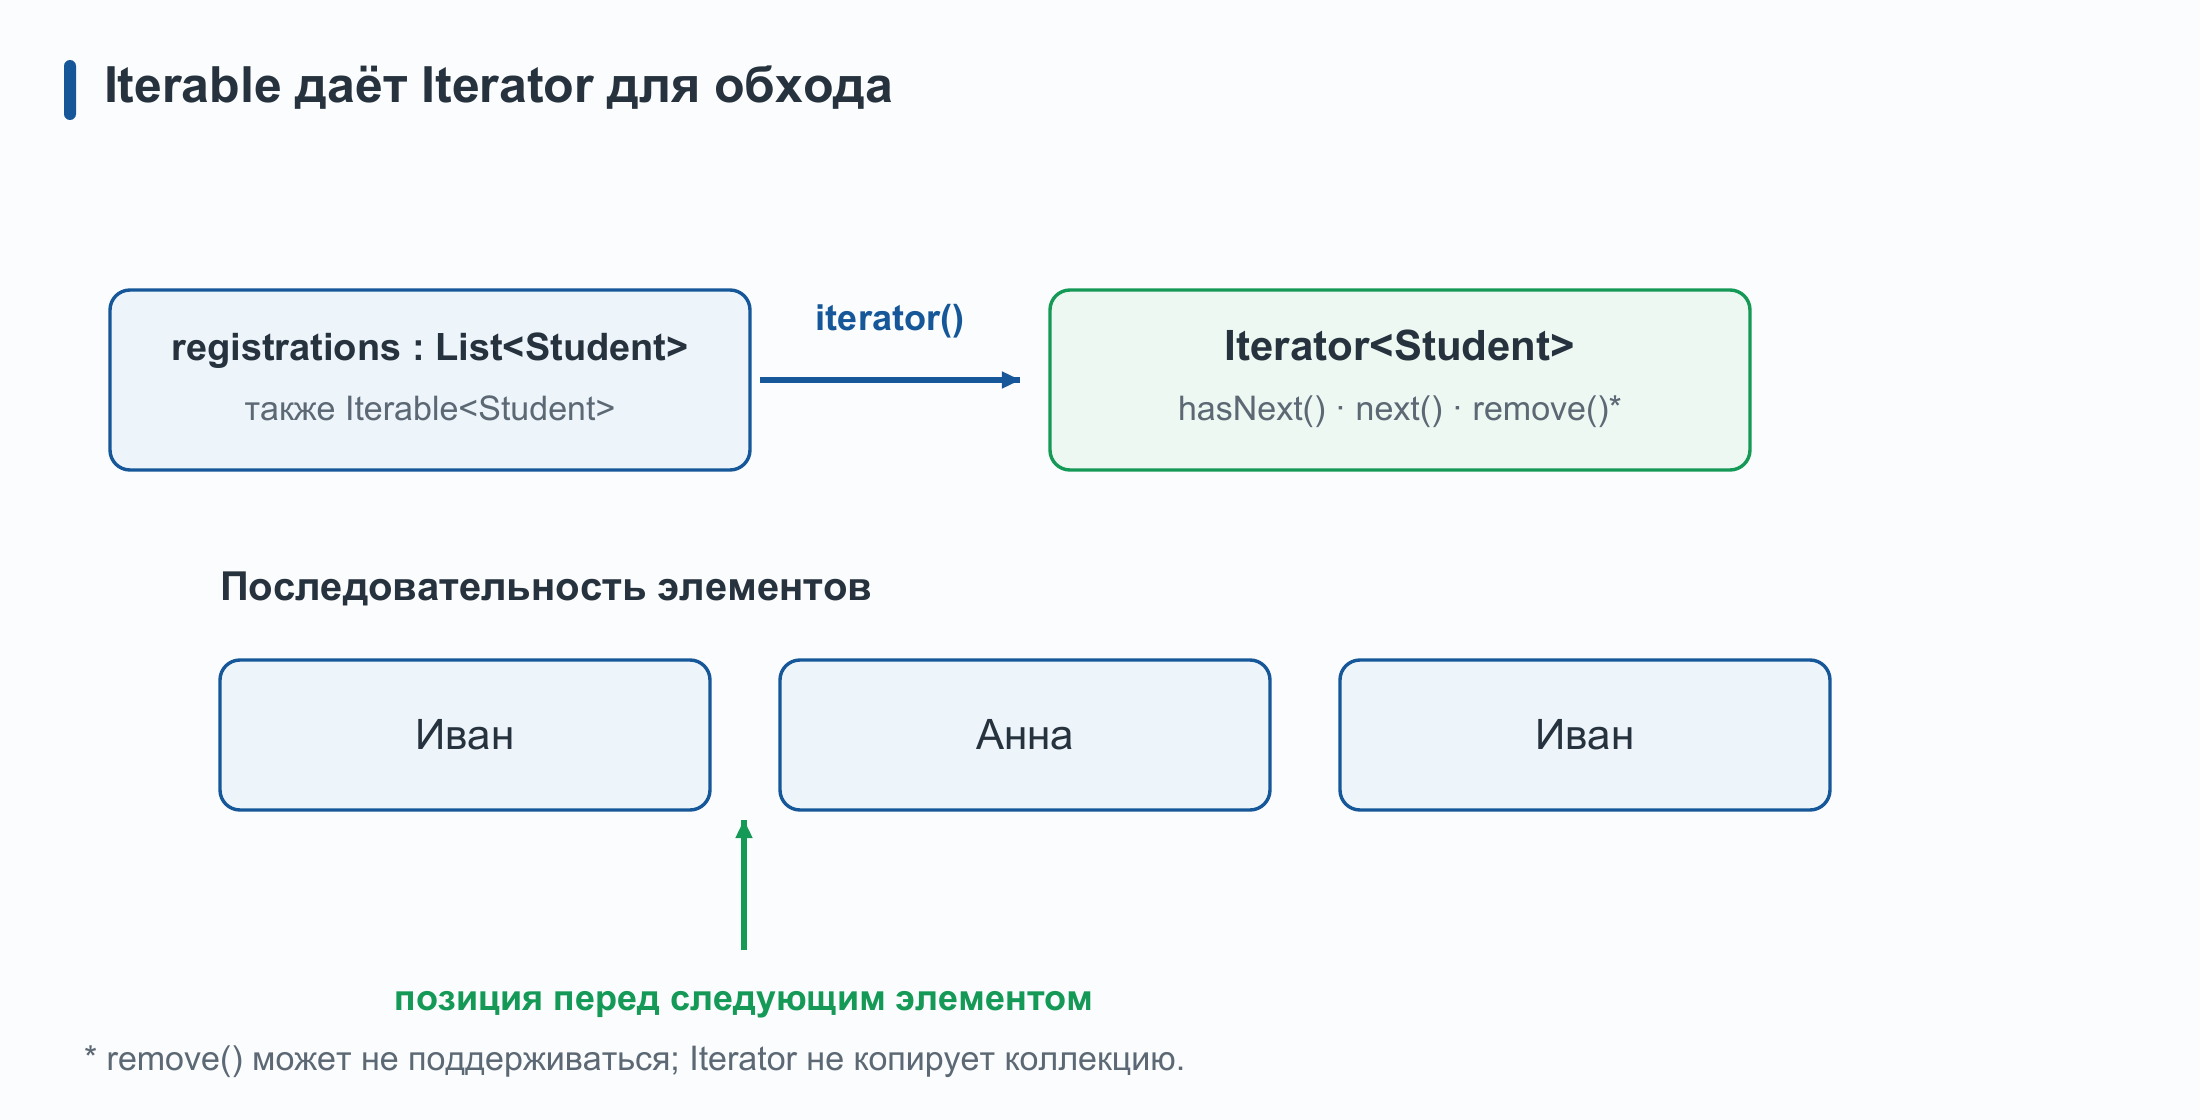 Iterable даёт Iterator для обхода
registrations : List<Student>
также Iterable<Student>
iterator()
Iterator<Student>
hasNext() · next() · remove()*
Последовательность элементов
Иван
Анна
Иван
позиция перед следующим элементом
* remove() может не поддерживаться; Iterator не копирует коллекцию.